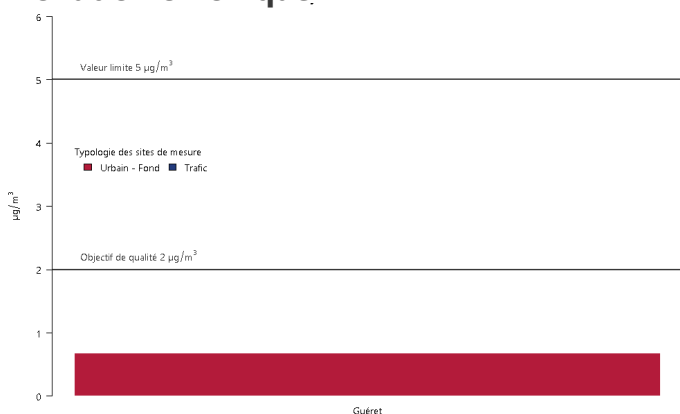 6
Valeur limite 5 µg/m³
5
4
Typologie des sites de mesure
Urbain - Fond Trafic
µg/m³
3
Objectif de qualité 2 µg/m³
2
1
0
Guéret